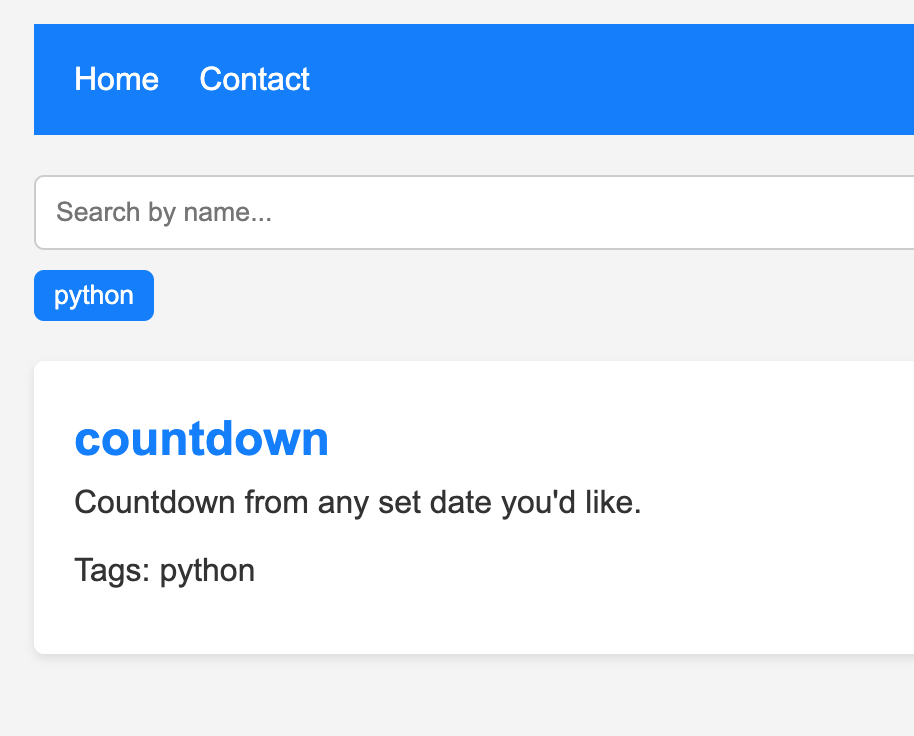 Home Contact
Search by name...
python
countdown
Countdown from any set date you'd like.
Tags: python